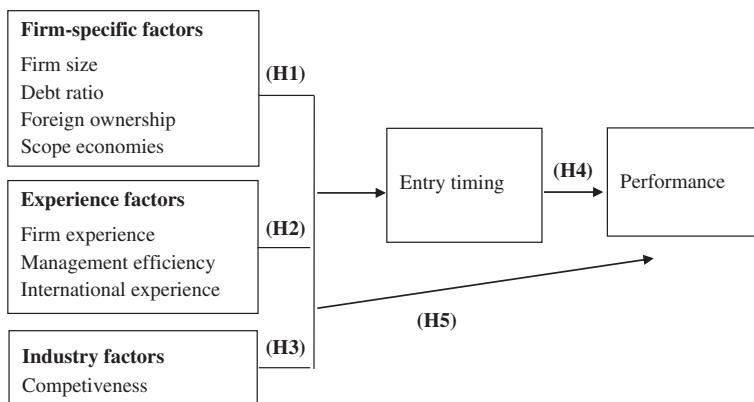 Firm-specific factors
Firm size
Debt ratio
Foreign ownership
Scope economies
(H1)
Experience factors
Firm experience
Management efficiency
International experience
(H2)
Industry factors
Competiveness
(H3)
Entry timing
(H4)
Performance
(H5)